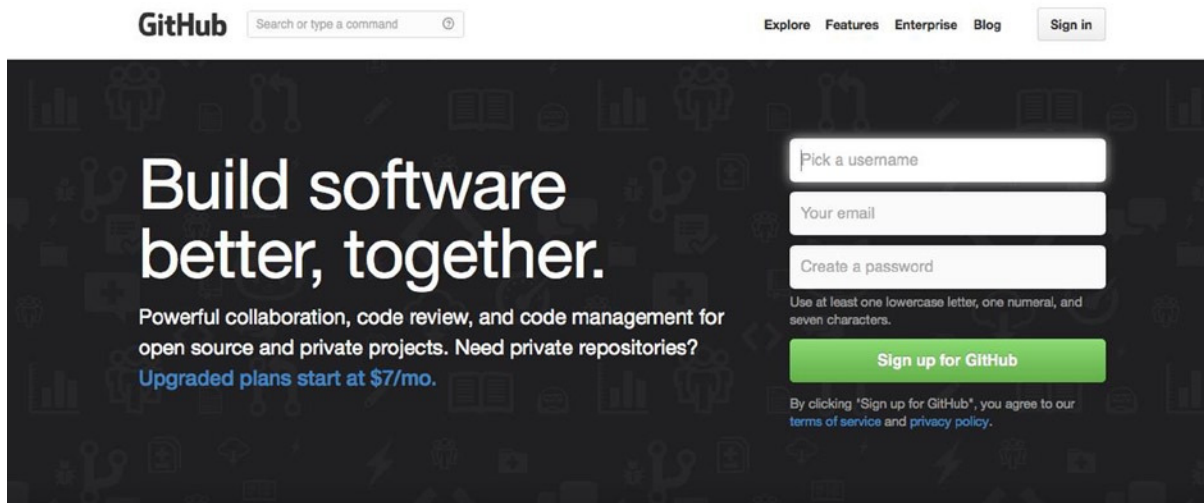 GitHub Search or type a command Explore Features Enterprise Blog Sign in
Build software
better, together.
Powerful collaboration, code review, and code management for
open source and private projects. Need private repositories?
Upgraded plans start at $7/mo.
Pick a username
Your email
Create a password
Use at least one lowercase letter, one numeral, and
seven characters.
Sign up for GitHub
By clicking "Sign up for GitHub", you agree to our
terms of service and privacy policy.